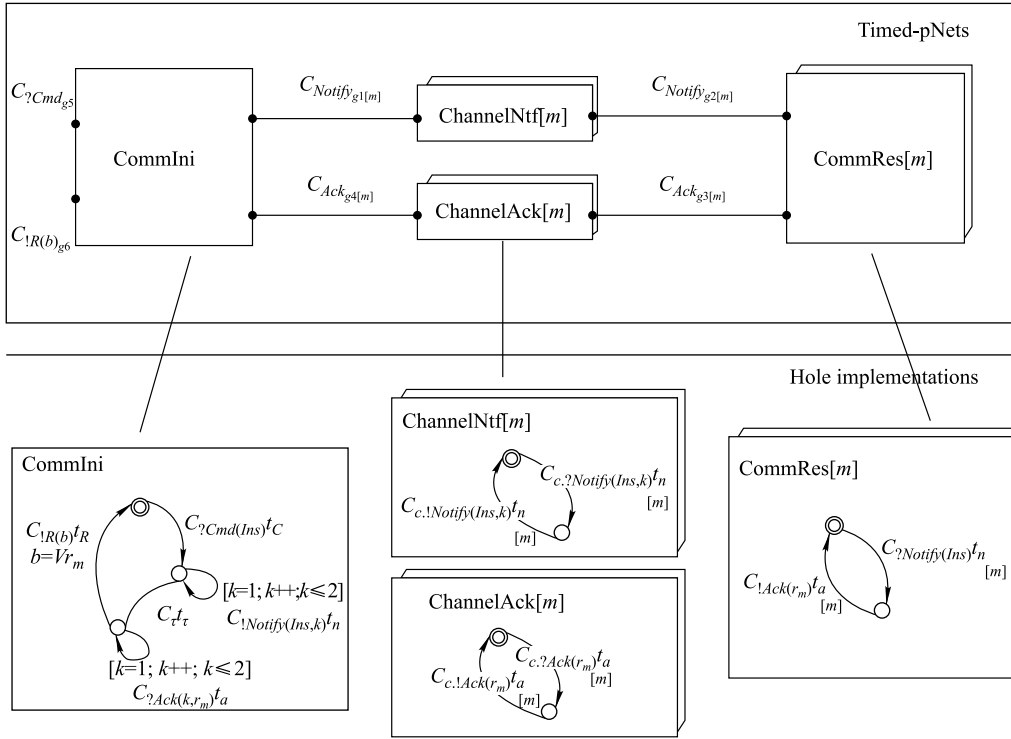 Timed-pNets
C?Cmdg5
CNotifyg1[m]
CNotifyg2[m]
ChannelNtf[m]
CommIni
CommRes[m]
CAckg4[m]
CAckg3[m]
ChannelAck[m]
C!R(b)g6
Hole implementations
ChannelNtf[m]
Cc.?Notify(Ins,k)tn
[m]
Cc.!Notify(Ins,k)tn
[m]
CommIni
C!R(b)tR
b=Vrm
C?Cmd(Ins)tC
[k=1; k++;k≤2]
C!Notify(Ins,k)tn
Cτtτ
[k=1; k++; k≤2]
C?Ack(k,rm)ta
ChannelAck[m]
Cc.?Ack(rm)ta
[m]
Cc.!Ack(rm)ta
[m]
CommRes[m]
C?Notify(Ins)tn
[m]
C!Ack(rm)ta
[m]